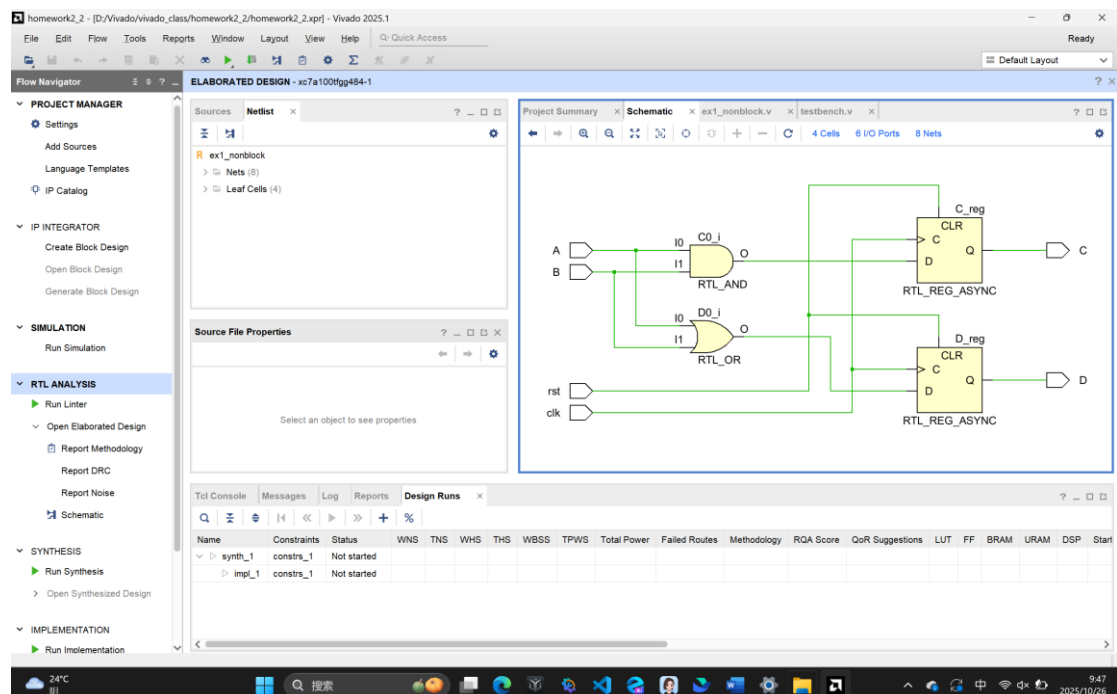 homework2_2 - [D:/Vivado/vivado_class/homework2_2/homework2_2.xpr] - Vivado 2025.1
File Edit Flow Tools Reports Window Layout View Help Quick Access Ready
Default Layout
Flow Navigator ELABORATED DESIGN - xc7a100tfgg484-1
PROJECT MANAGER
Settings
Add Sources
Language Templates
IP Catalog
IP INTEGRATOR
Create Block Design
Open Block Design
Generate Block Design
SIMULATION
Run Simulation
RTL ANALYSIS
Run Linter
Open Elaborated Design
Report Methodology
Report DRC
Report Noise
Schematic
SYNTHESIS
Run Synthesis
Open Synthesized Design
IMPLEMENTATION
Run Implementation
Sources Netlist
ex1_nonblock
Nets (8)
Leaf Cells (4)
Source File Properties
Select an object to see properties
Project Summary Schematic ex1_nonblock.v testbench.v
4 Cells 6 I/O Ports 8 Nets
C_reg
CLR
C
D
Q
RTL_REG_ASYNC
C
A
B
C0_i
I0
I1
O
RTL_AND
D0_i
I0
I1
O
RTL_OR
D_reg
CLR
C
D
Q
RTL_REG_ASYNC
D
rst
clk
Tcl Console Messages Log Reports Design Runs
Name Constraints Status WNS TNS WHS THS WBSS TPWS Total Power Failed Routes Methodology RQA Score QoR Suggestions LUT FF BRAM URAM DSP Start
synth_1 constrs_1 Not started
impl_1 constrs_1 Not started
24°C
阴
搜索
中
9:47
2025/10/26